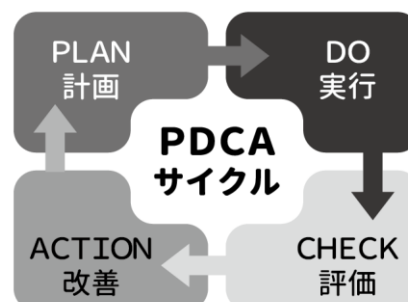 PLAN
計画
DO
実行
PDCA
サイクル
ACTION
改善
CHECK
評価